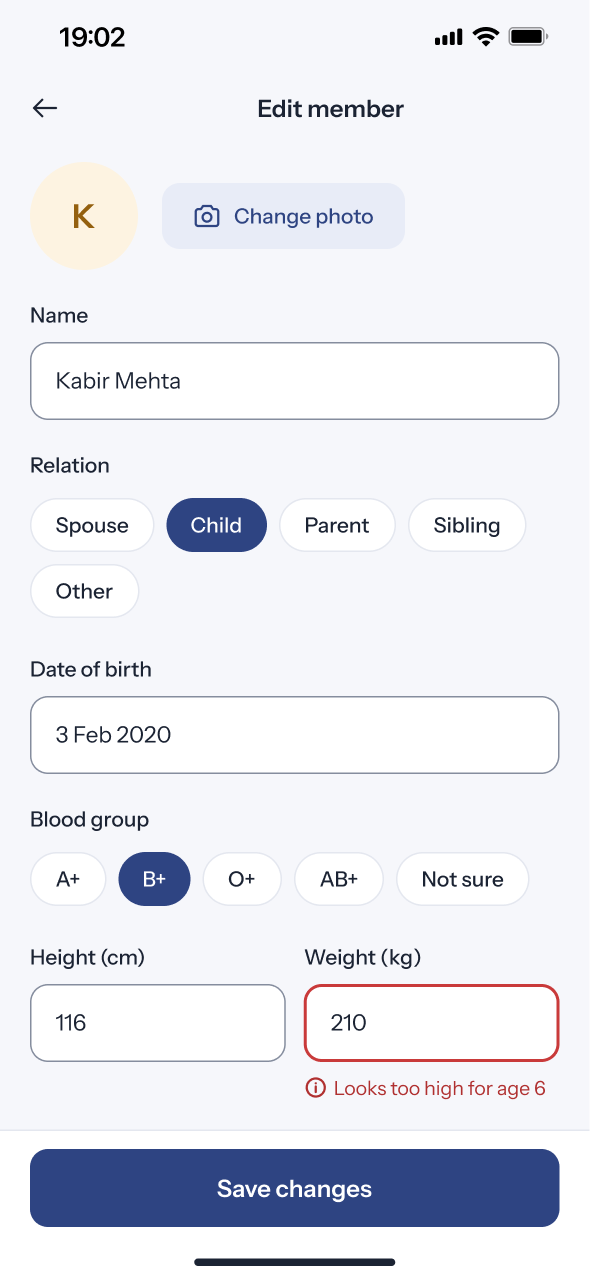 19:02
Edit member
K
Change photo
Name
Kabir Mehta
Relation
Spouse Child Parent Sibling
Other
Date of birth
3 Feb 2020
Blood group
A+ B+ O+ AB+ Not sure
Height (cm) Weight (kg)
116 210
Looks too high for age 6
Save changes